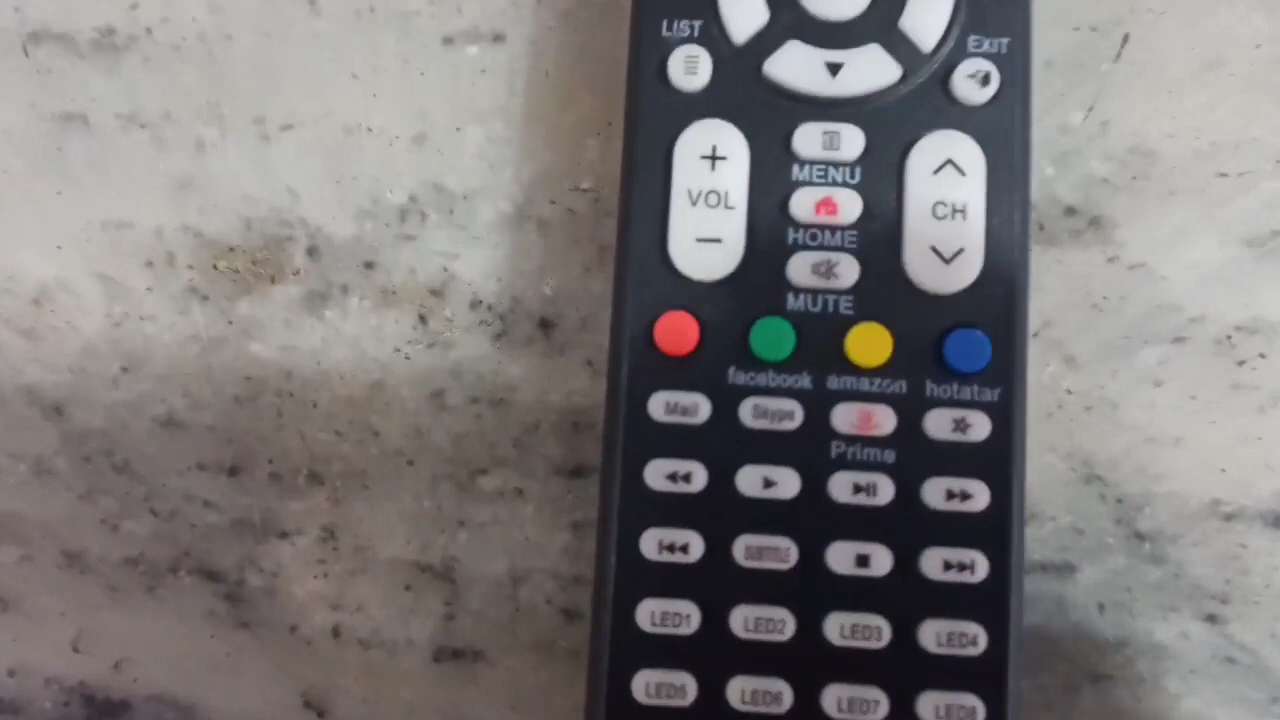 LIST
EXIT
MENU
VOL
CH
HOME
MUTE
facebook amazon hotatar
Mail Skype
Prime
SUBTITLE
LED1 LED2 LED3 LED4
LED5 LED6 LED7 LED8